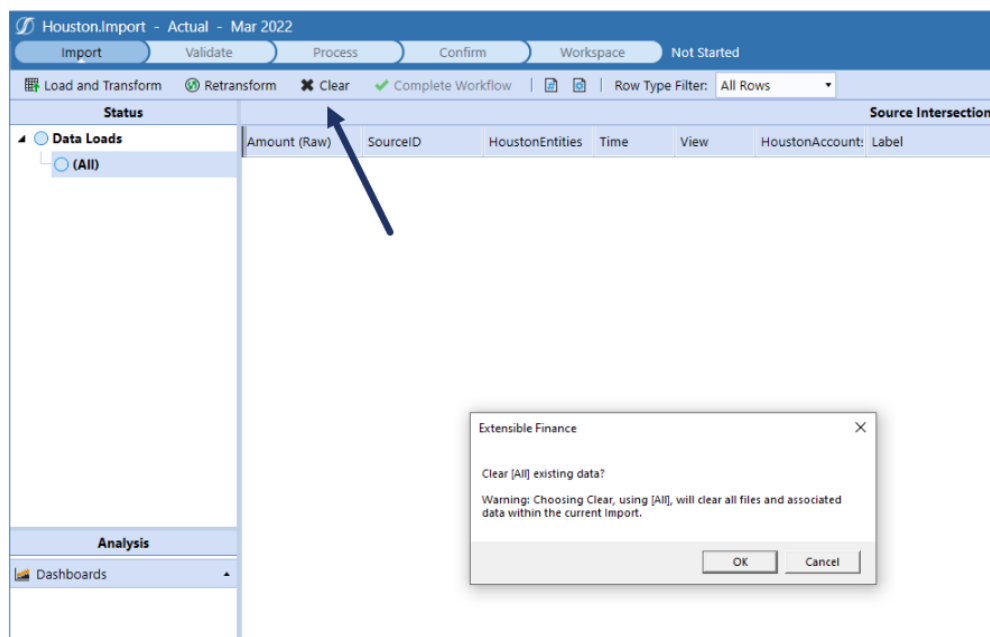 Houston.Import - Actual - Mar 2022
Import Validate Process Confirm Workspace Not Started
Load and Transform Retransform Clear Complete Workflow Row Type Filter: All Rows
Status Source Intersection
Data Loads
Amount (Raw) SourceID HoustonEntities Time View HoustonAccount: Label
(All)
Extensible Finance
Clear [All] existing data?
Warning: Choosing Clear, using [All], will clear all files and associated
data within the current Import.
OK Cancel
Analysis
Dashboards